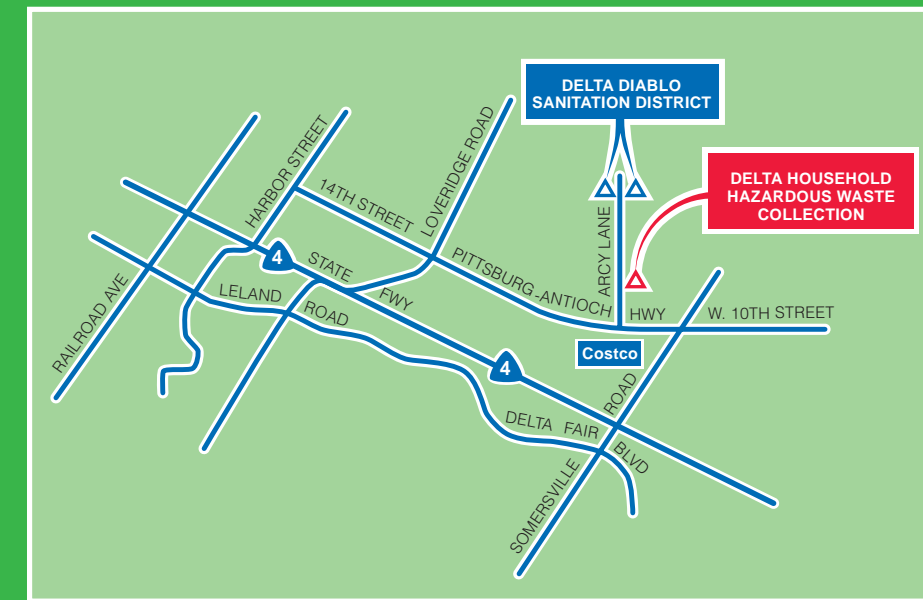 DELTA DIABLO
SANITATION DISTRICT
DELTA HOUSEHOLD
HAZARDOUS WASTE
COLLECTION
HARBOR STREET
LOVERIDGE ROAD
14TH STREET
ARCY LANE
4
STATE FWY
PITTSBURG-ANTIOCH HWY
W. 10TH STREET
RAILROAD AVE
LELAND ROAD
Costco
4
DELTA FAIR BLVD
SOMERSVILLE ROAD